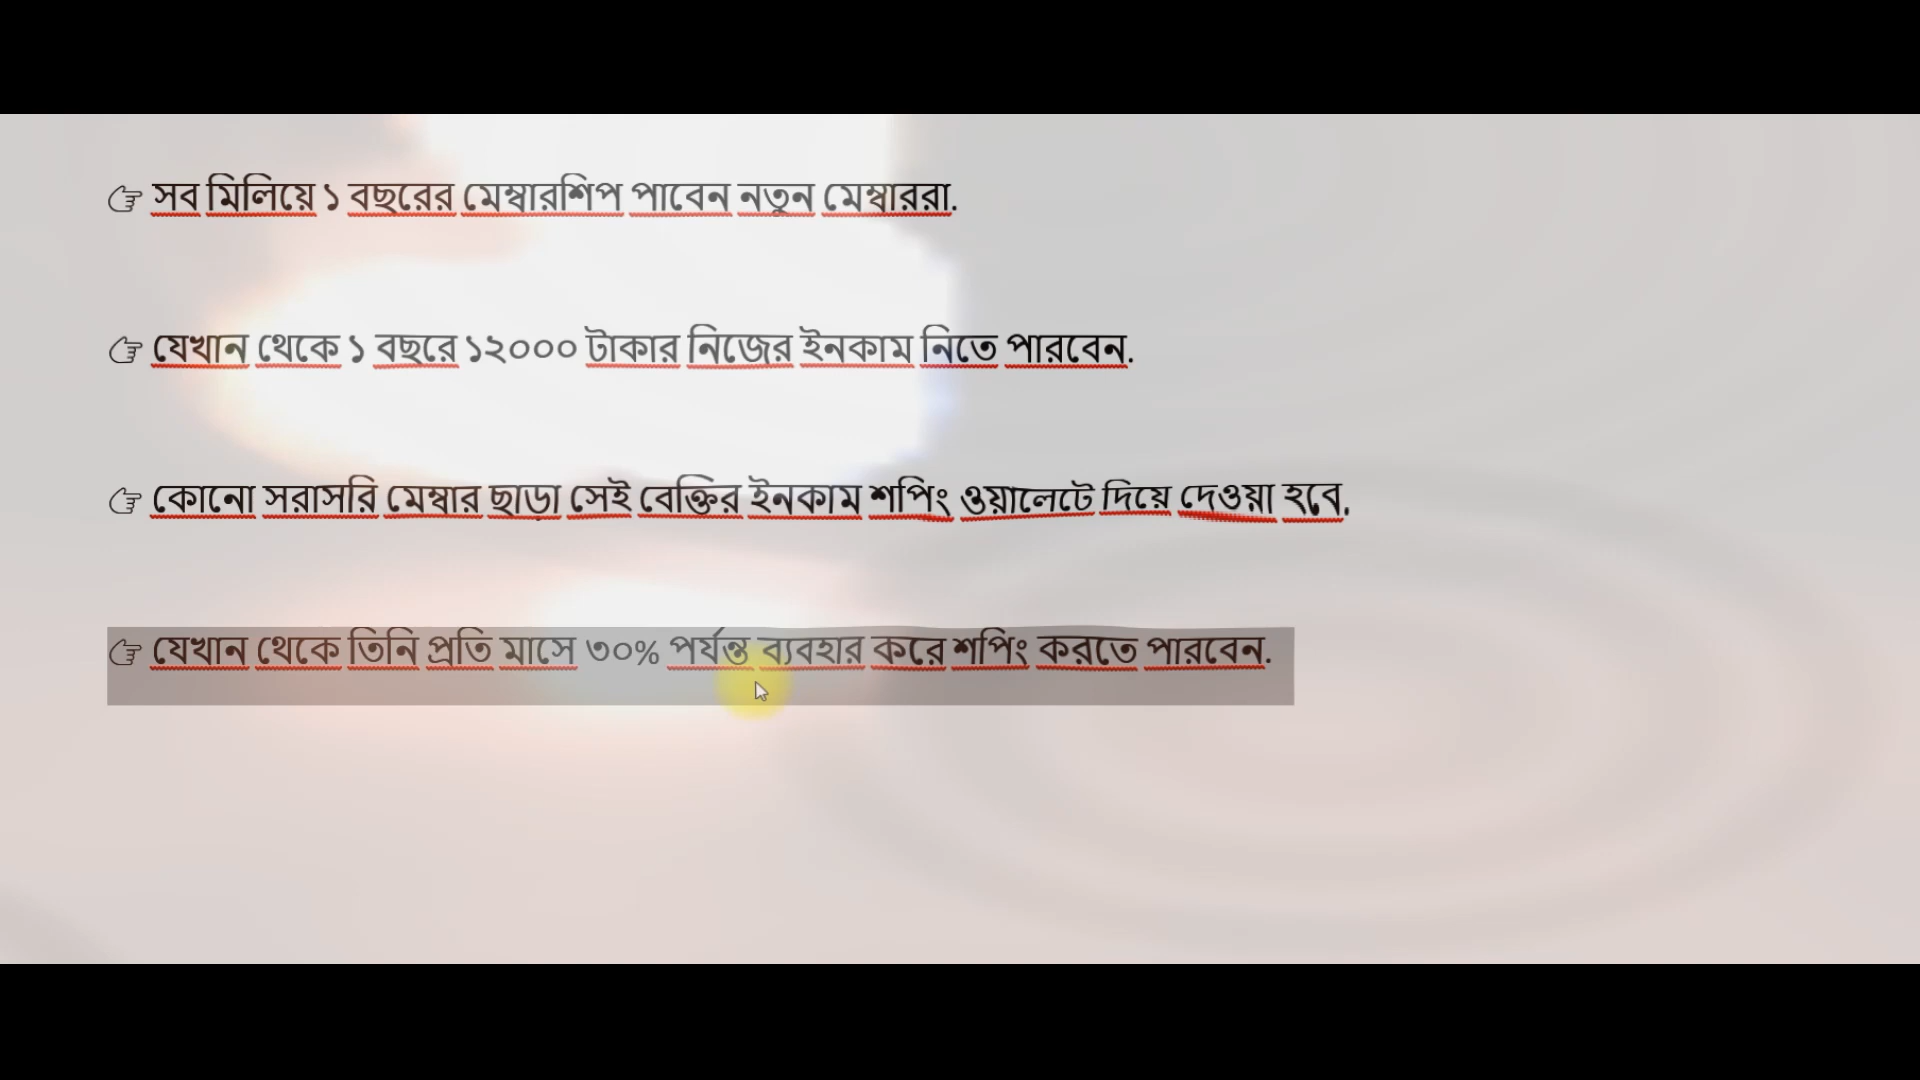 👉 সব মিলিয়ে ১ বছরের মেম্বারশিপ পাবেন নতুন মেম্বাররা.
👉 যেখান থেকে ১ বছরে ১২০০০ টাকার নিজের ইনকাম নিতে পারবেন.
👉 কোনো সরাসরি মেম্বার ছাড়া সেই বেক্তির ইনকাম শপিং ওয়ালেটে দিয়ে দেওয়া হবে.
👉 যেখান থেকে তিনি প্রতি মাসে ৩০% পর্যন্ত ব্যবহার করে শপিং করতে পারবেন.